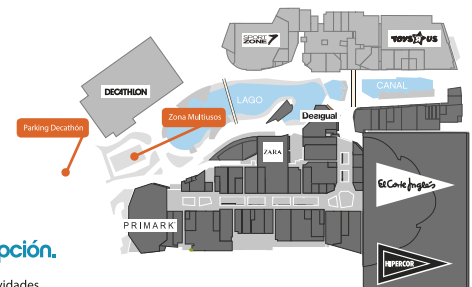 SPORT
ZONE
TOYS R US
DECATHLON
LAGO
CANAL
Parking Decathón
Zona Multiusos
Desigual
ZARA
El Corte Inglés
PRIMARK
HIPERCOR
pción.
vidades